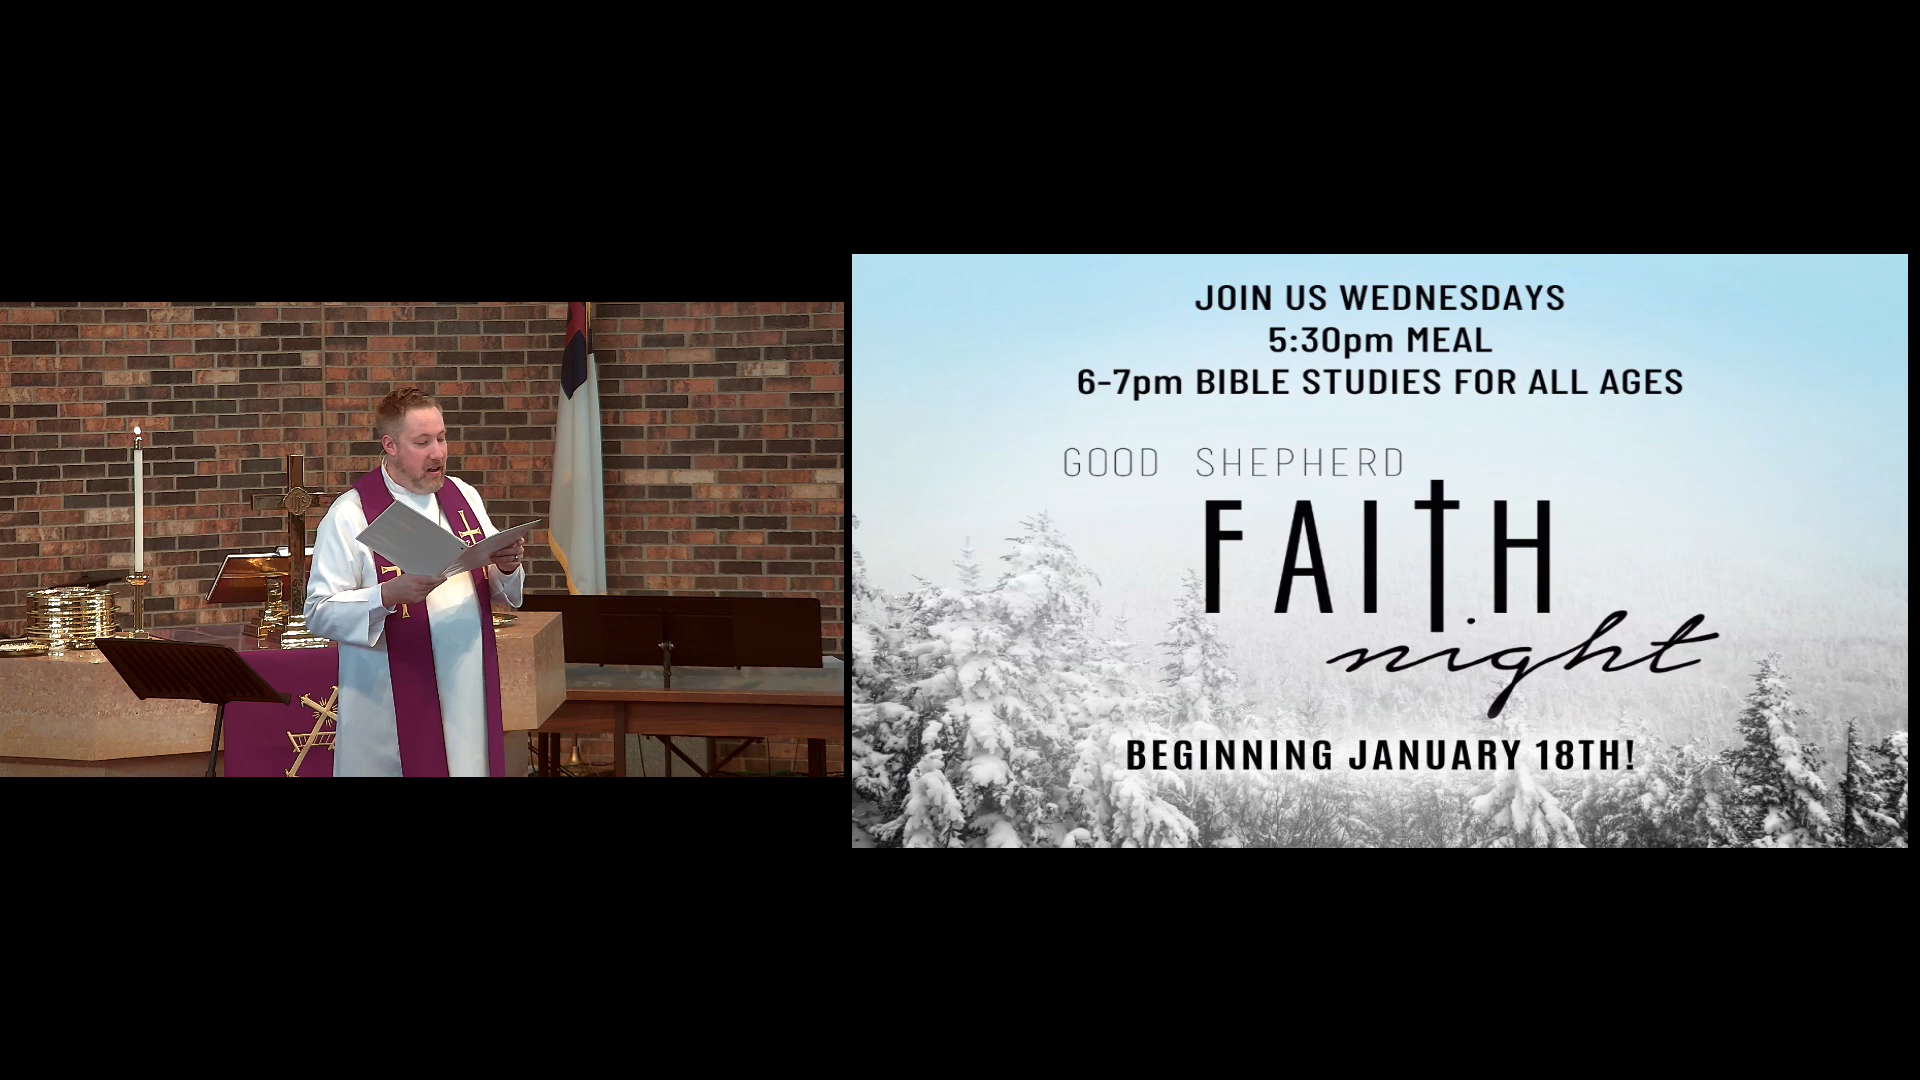 JOIN US WEDNESDAYS
5:30pm MEAL
6-7pm BIBLE STUDIES FOR ALL AGES
GOOD SHEPHERD
FAITH
night
BEGINNING JANUARY 18TH!